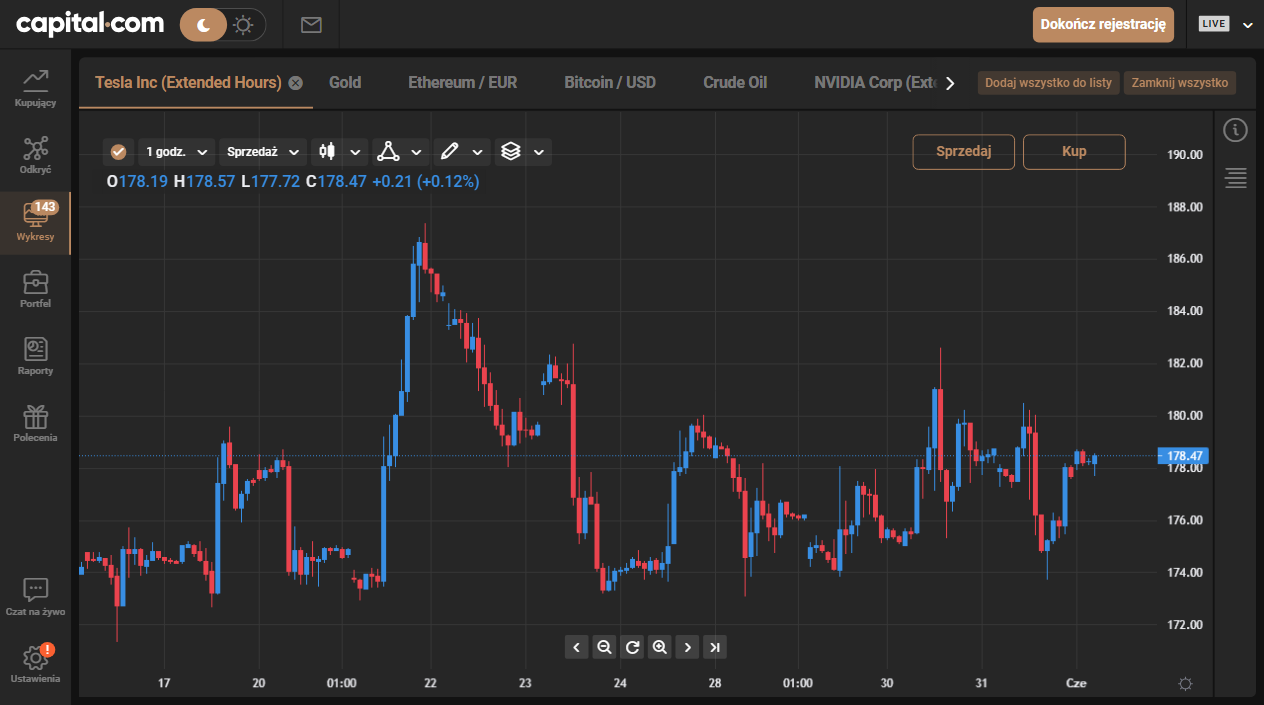 capital.com
Dokończ rejestrację
LIVE
Kupujący
Odkryć
143
Wykresy
Portfel
Raporty
Polecenia
Czat na żywo
!
Ustawienia
Tesla Inc (Extended Hours) Gold Ethereum / EUR Bitcoin / USD Crude Oil NVIDIA Corp (Exte
Dodaj wszystko do listy Zamknij wszystko
1 godz. Sprzedaż
Sprzedaj Kup
O178.19 H178.57 L177.72 C178.47 +0.21 (+0.12%)
190.00
188.00
186.00
184.00
182.00
180.00
178.47
178.00
176.00
174.00
172.00
17 20 01:00 22 23 24 28 01:00 30 31 Cze